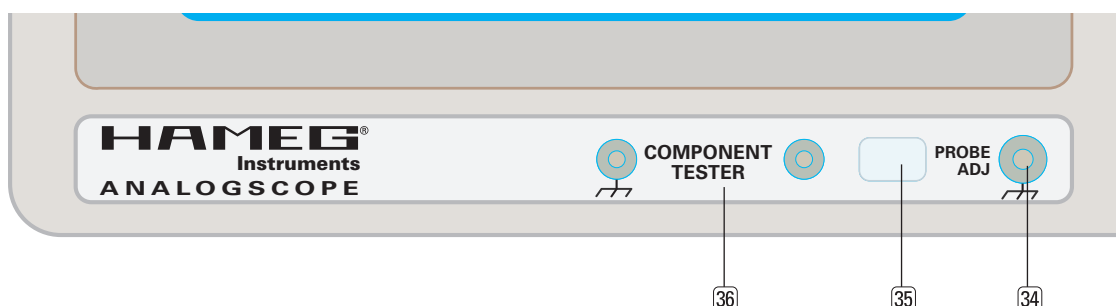 HAMEG®
Instruments
ANALOGSCOPE
COMPONENT
TESTER
PROBE
ADJ
36
35
34